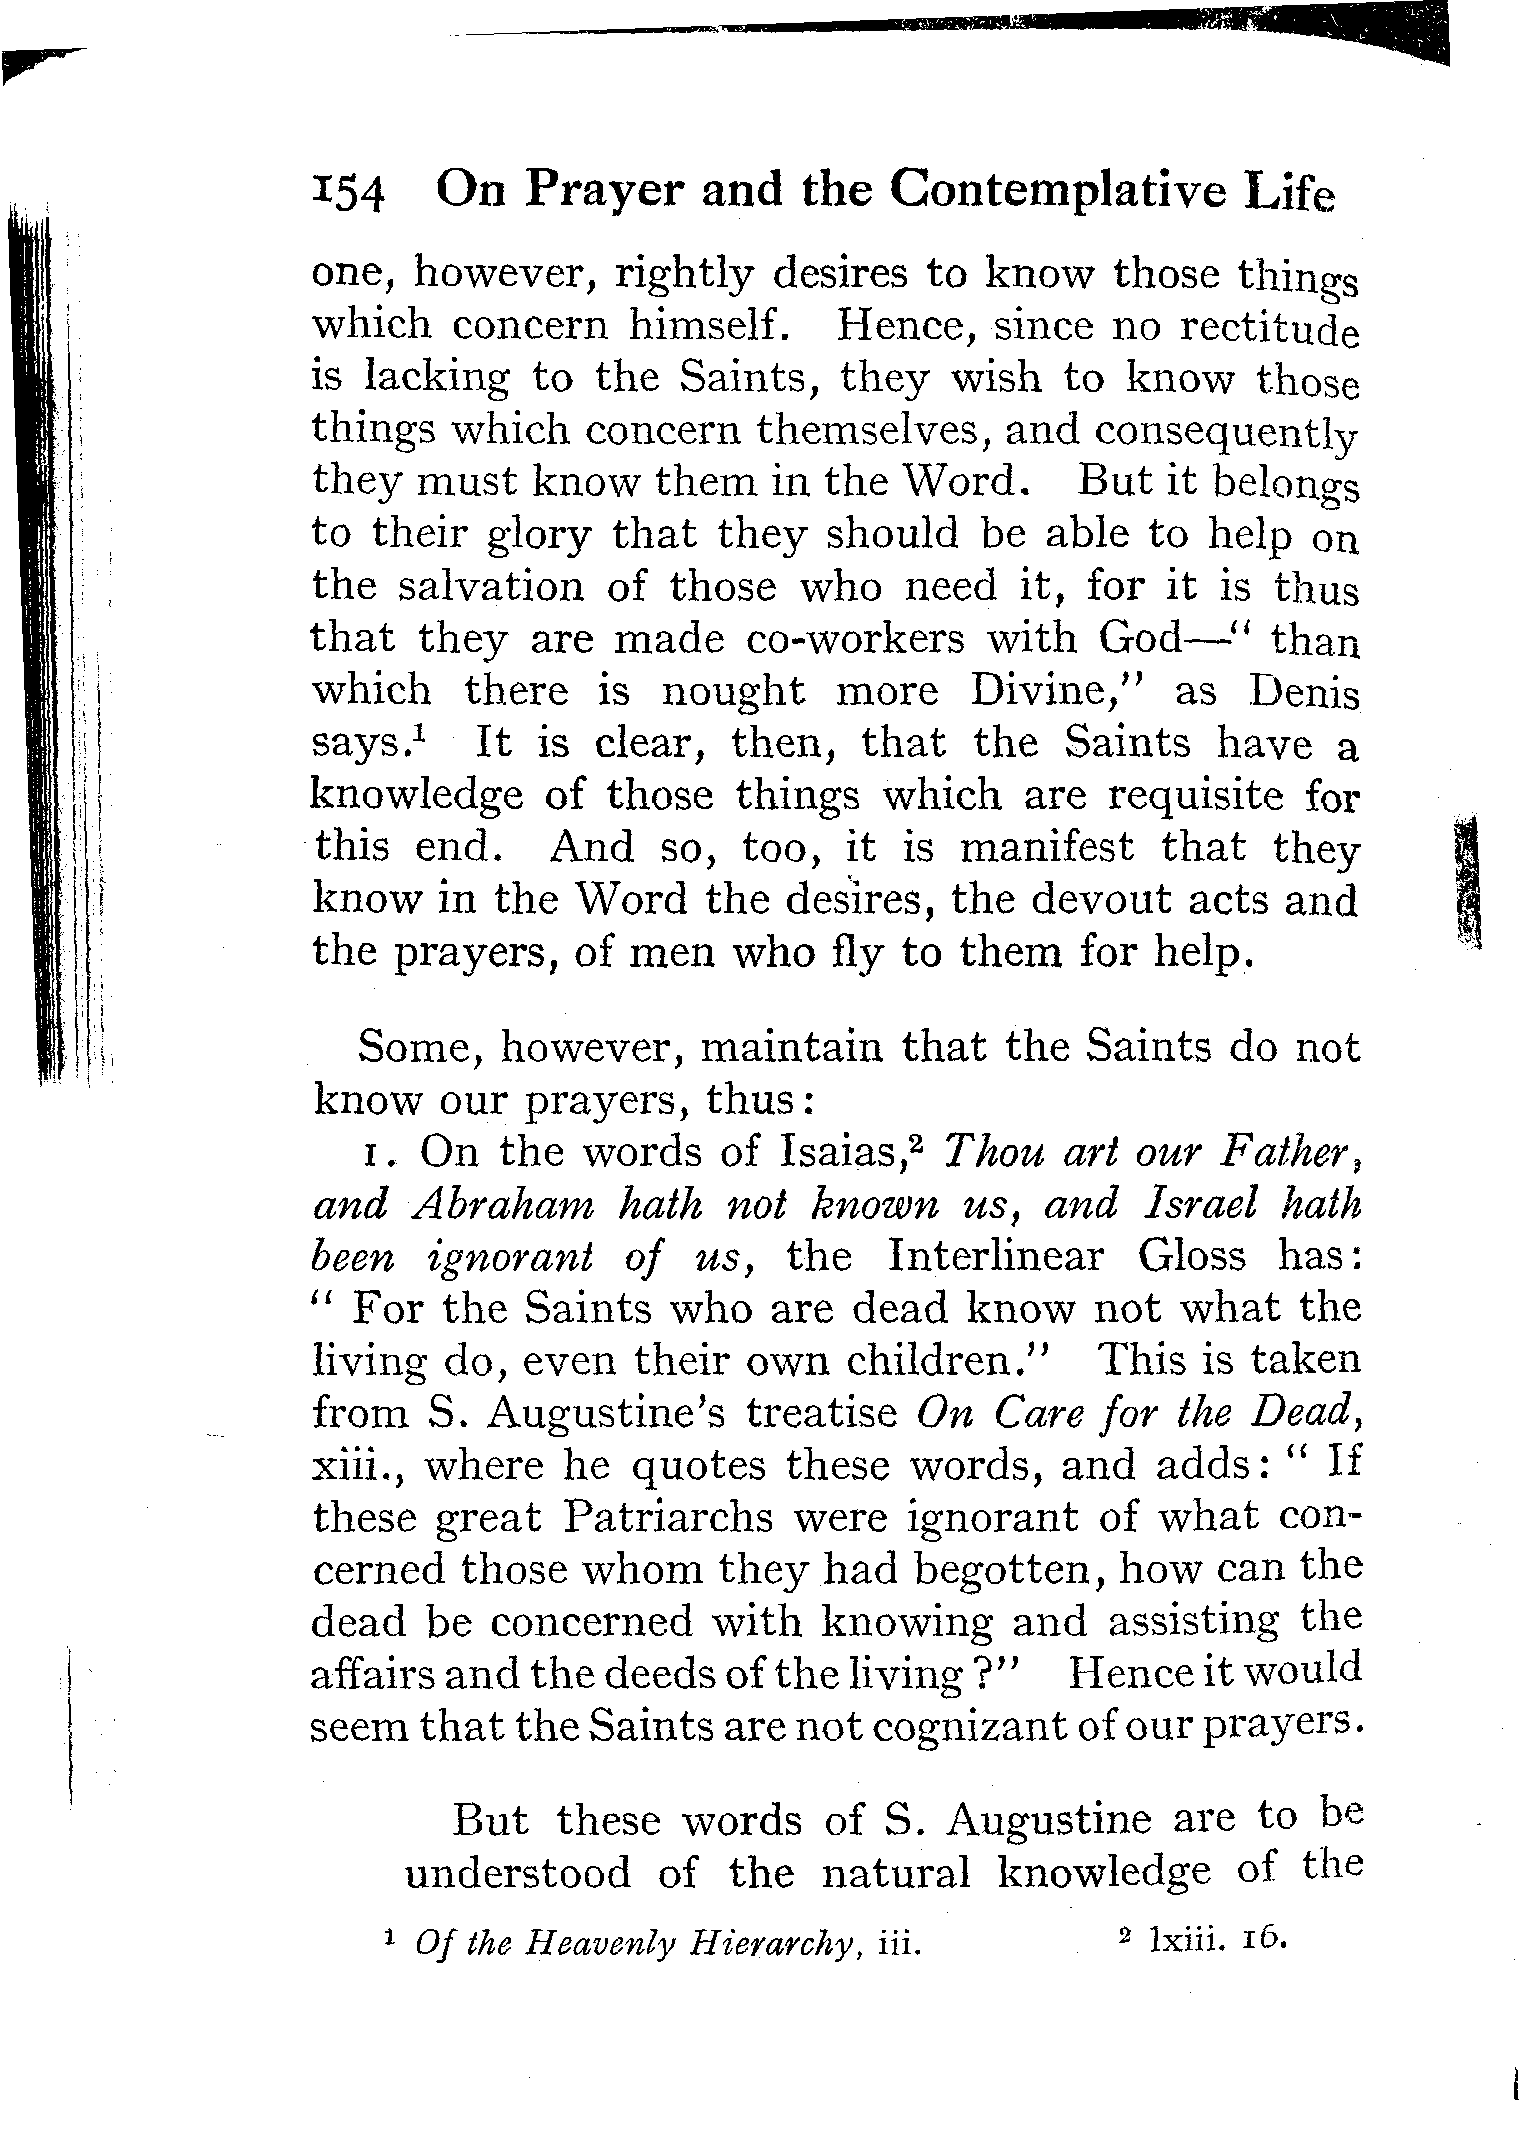 154 On Prayer and the Contemplative Life
one, however, rightly desires to know those things
which concern himself. Hence, since no rectitude
is lacking to the Saints, they wish to know those
things which concern themselves, and consequently
they must know them in the Word. But it belongs
to their glory that they should be able to help on
the salvation of those who need it, for it is thus
that they are made co-workers with God—“ than
which there is nought more Divine,” as Denis
says.¹ It is clear, then, that the Saints have a
knowledge of those things which are requisite for
this end. And so, too, it is manifest that they
know in the Word the desires, the devout acts and
the prayers, of men who fly to them for help.
Some, however, maintain that the Saints do not
know our prayers, thus:
1. On the words of Isaias,² Thou art our Father,
and Abraham hath not known us, and Israel hath
been ignorant of us, the Interlinear Gloss has:
“ For the Saints who are dead know not what the
living do, even their own children.” This is taken
from S. Augustine's treatise On Care for the Dead,
xiii., where he quotes these words, and adds: “ If
these great Patriarchs were ignorant of what con-
cerned those whom they had begotten, how can the
dead be concerned with knowing and assisting the
affairs and the deeds of the living ?” Hence it would
seem that the Saints are not cognizant of our prayers.
But these words of S. Augustine are to be
understood of the natural knowledge of the
¹ Of the Heavenly Hierarchy, iii. ² lxiii. 16.